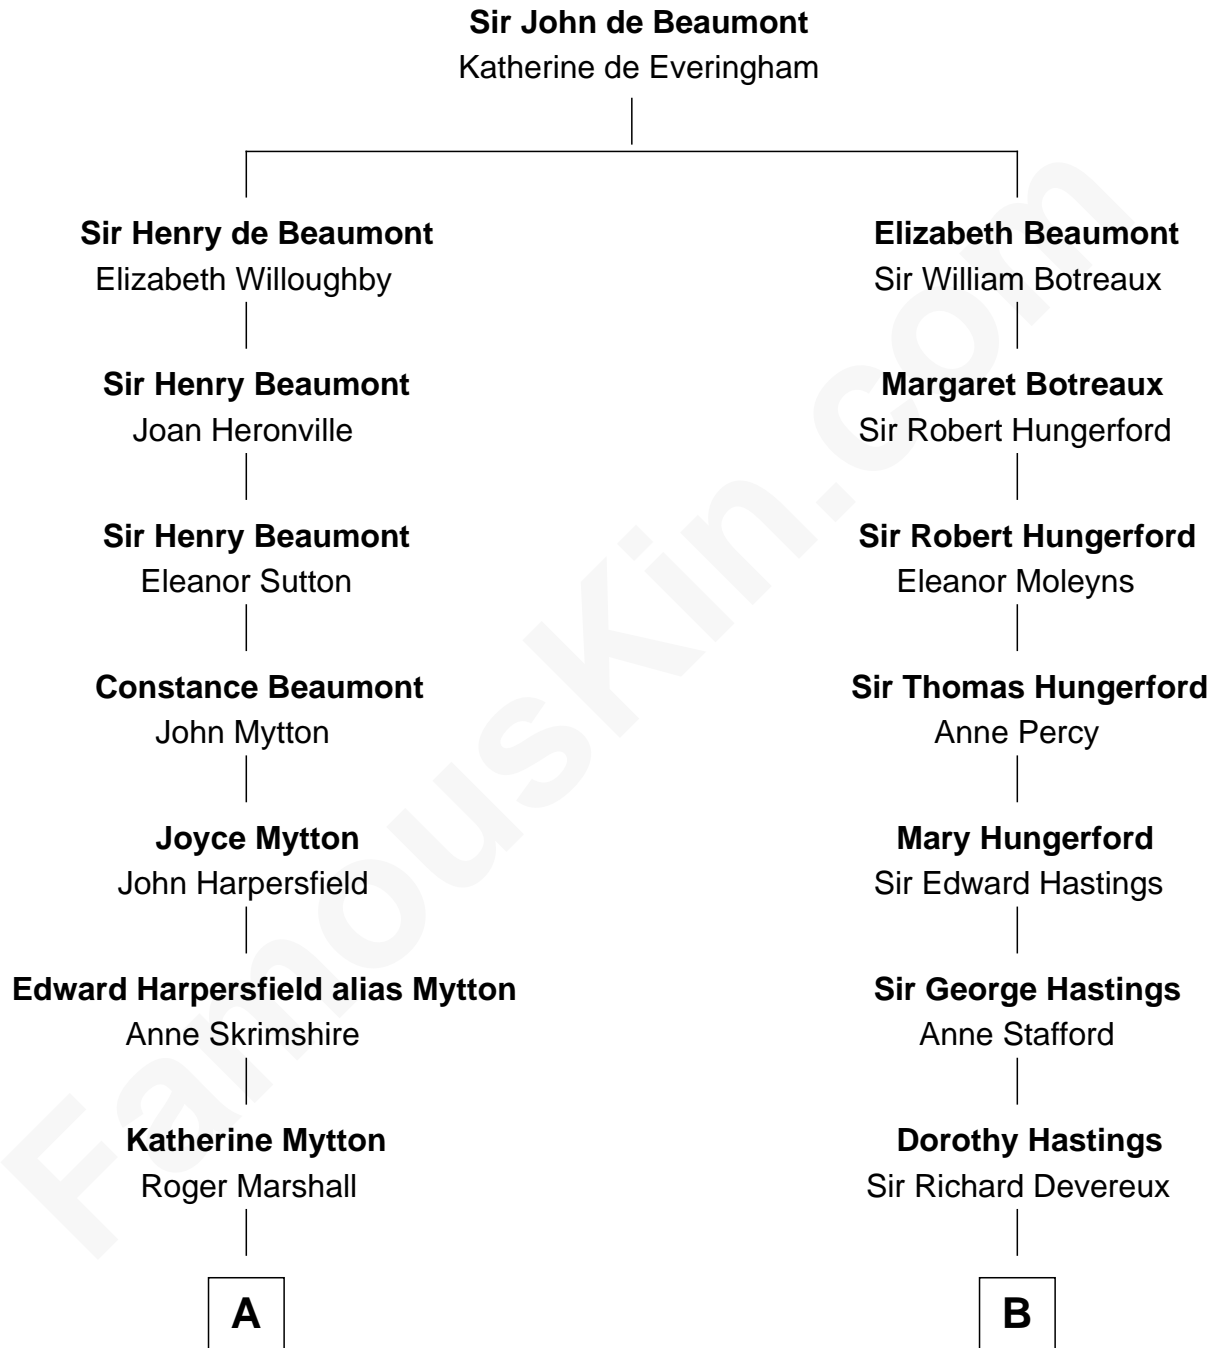 Sir John de Beaumont
Katherine de Everingham
Sir Henry de Beaumont
Elizabeth Willoughby
Elizabeth Beaumont
Sir William Botreaux
Sir Henry Beaumont
Joan Heronville
Margaret Botreaux
Sir Robert Hungerford
Sir Henry Beaumont
Eleanor Sutton
Sir Robert Hungerford
Eleanor Moleyns
Constance Beaumont
John Mytton
Sir Thomas Hungerford
Anne Percy
Joyce Mytton
John Harpersfield
Mary Hungerford
Sir Edward Hastings
Edward Harpersfield alias Mytton
Anne Skrimshire
Sir George Hastings
Anne Stafford
Katherine Mytton
Roger Marshall
Dorothy Hastings
Sir Richard Devereux
A
B
FamousKin.com